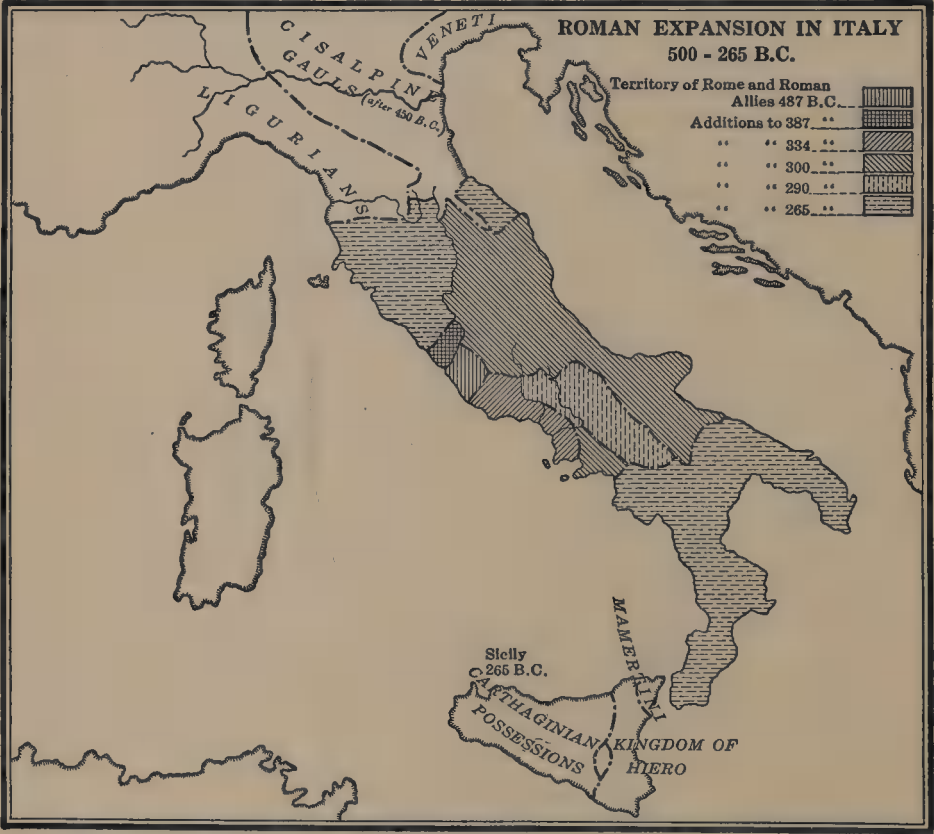 ROMAN EXPANSION IN ITALY
500 - 265 B.C.
Territory of Rome and Roman
Allies 487 B.C.
Additions to 387 "
" " 334 "
" " 300 "
" " 290 "
" " 265 "
CISALPINE
GAULS (after 450 B.C.)
VENETI
LIGURIANS
Sicily
265 B.C.
MAMERTINI
CARTHAGINIAN
POSSESSIONS
KINGDOM OF
HIERO